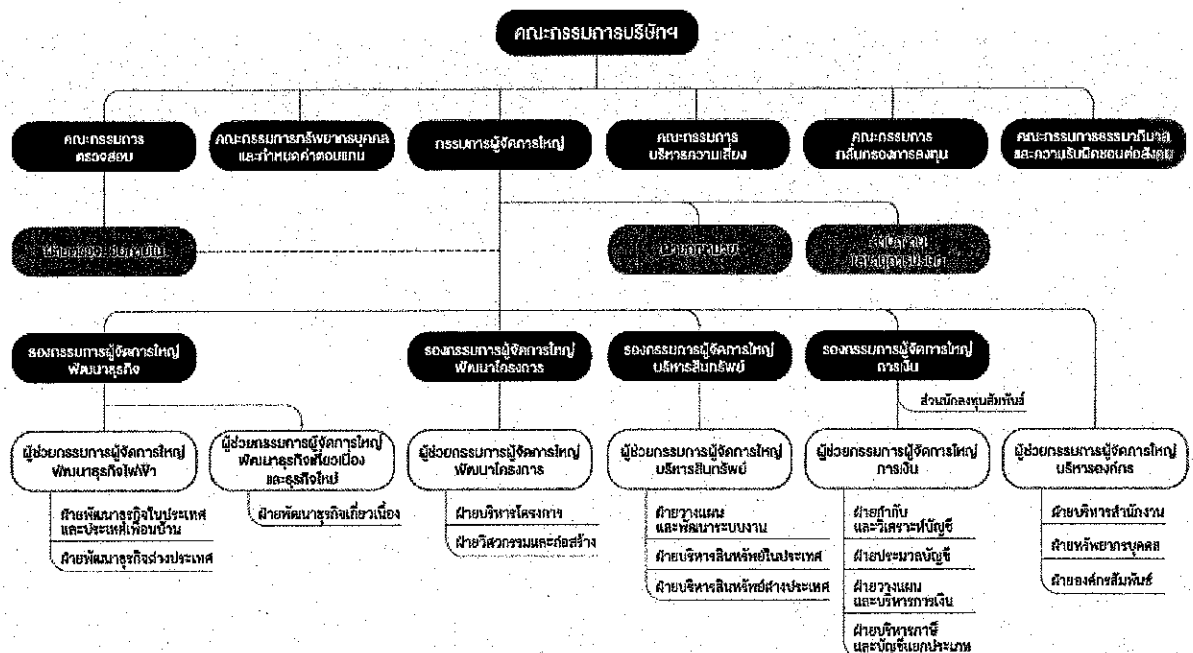 คณะกรรมการบริษัทฯ
คณะกรรมการ
ตรวจสอบ
คณะกรรมการทรัพยากรบุคคล
และกำหนดค่าตอบแทน
กรรมการผู้จัดการใหญ่
คณะกรรมการ
บริหารความเสี่ยง
คณะกรรมการ
กลั่นกรองการลงทุน
คณะกรรมการธรรมาภิบาล
และความรับผิดชอบต่อสังคม
ฝ่ายตรวจสอบภายใน
ฝ่ายกฎหมาย
รองกรรมการผู้จัดการใหญ่
พัฒนาธุรกิจ
รองกรรมการผู้จัดการใหญ่
พัฒนาโครงการ
รองกรรมการผู้จัดการใหญ่
บริหารสินทรัพย์
รองกรรมการผู้จัดการใหญ่
การเงิน
ส่วนนักลงทุนสัมพันธ์
ผู้ช่วยกรรมการผู้จัดการใหญ่
พัฒนาธุรกิจไฟฟ้า
ฝ่ายพัฒนาธุรกิจในประเทศ
และประเทศเพื่อนบ้าน
ฝ่ายพัฒนาธุรกิจต่างประเทศ
ผู้ช่วยกรรมการผู้จัดการใหญ่
พัฒนาธุรกิจเกี่ยวเนื่อง
และธุรกิจใหม่
ฝ่ายพัฒนาธุรกิจเกี่ยวเนื่อง
ผู้ช่วยกรรมการผู้จัดการใหญ่
พัฒนาโครงการ
ฝ่ายบริหารโครงการ
ฝ่ายวิศวกรรมและก่อสร้าง
ผู้ช่วยกรรมการผู้จัดการใหญ่
บริหารสินทรัพย์
ฝ่ายวางแผน
และพัฒนาระบบงาน
ฝ่ายบริหารสินทรัพย์ในประเทศ
ฝ่ายบริหารสินทรัพย์ต่างประเทศ
ผู้ช่วยกรรมการผู้จัดการใหญ่
การเงิน
ฝ่ายกำกับ
และวิเคราะห์บัญชี
ฝ่ายประมวลบัญชี
ฝ่ายวางแผน
และบริหารการเงิน
ฝ่ายบริหารภาษี
และบัญชีแยกประเภท
ผู้ช่วยกรรมการผู้จัดการใหญ่
บริหารองค์กร
ฝ่ายบริหารสำนักงาน
ฝ่ายทรัพยากรบุคคล
ฝ่ายองค์กรสัมพันธ์